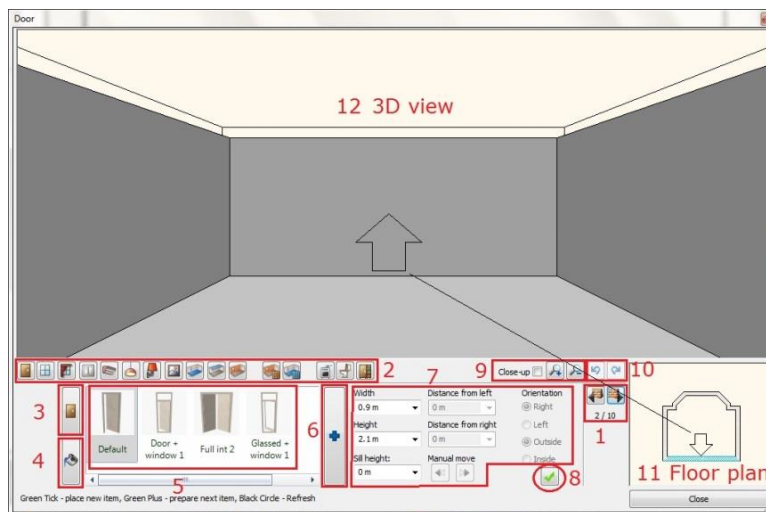 Door
12 3D view
2
9
Close-up
10
3
4
5
6
7
8
1
Default
Door +
window 1
Full int 2
Glassed +
window 1
Width
0.9 m
Height
2.1 m
Sill height:
0 m
Distance from left
0 m
Distance from right
0 m
Manual move
Orientation
Right
Left
Outside
Inside
2 / 10
11 Floor plan
Close
Green Tick - place new item, Green Plus - prepare next item, Black Circle - Refresh